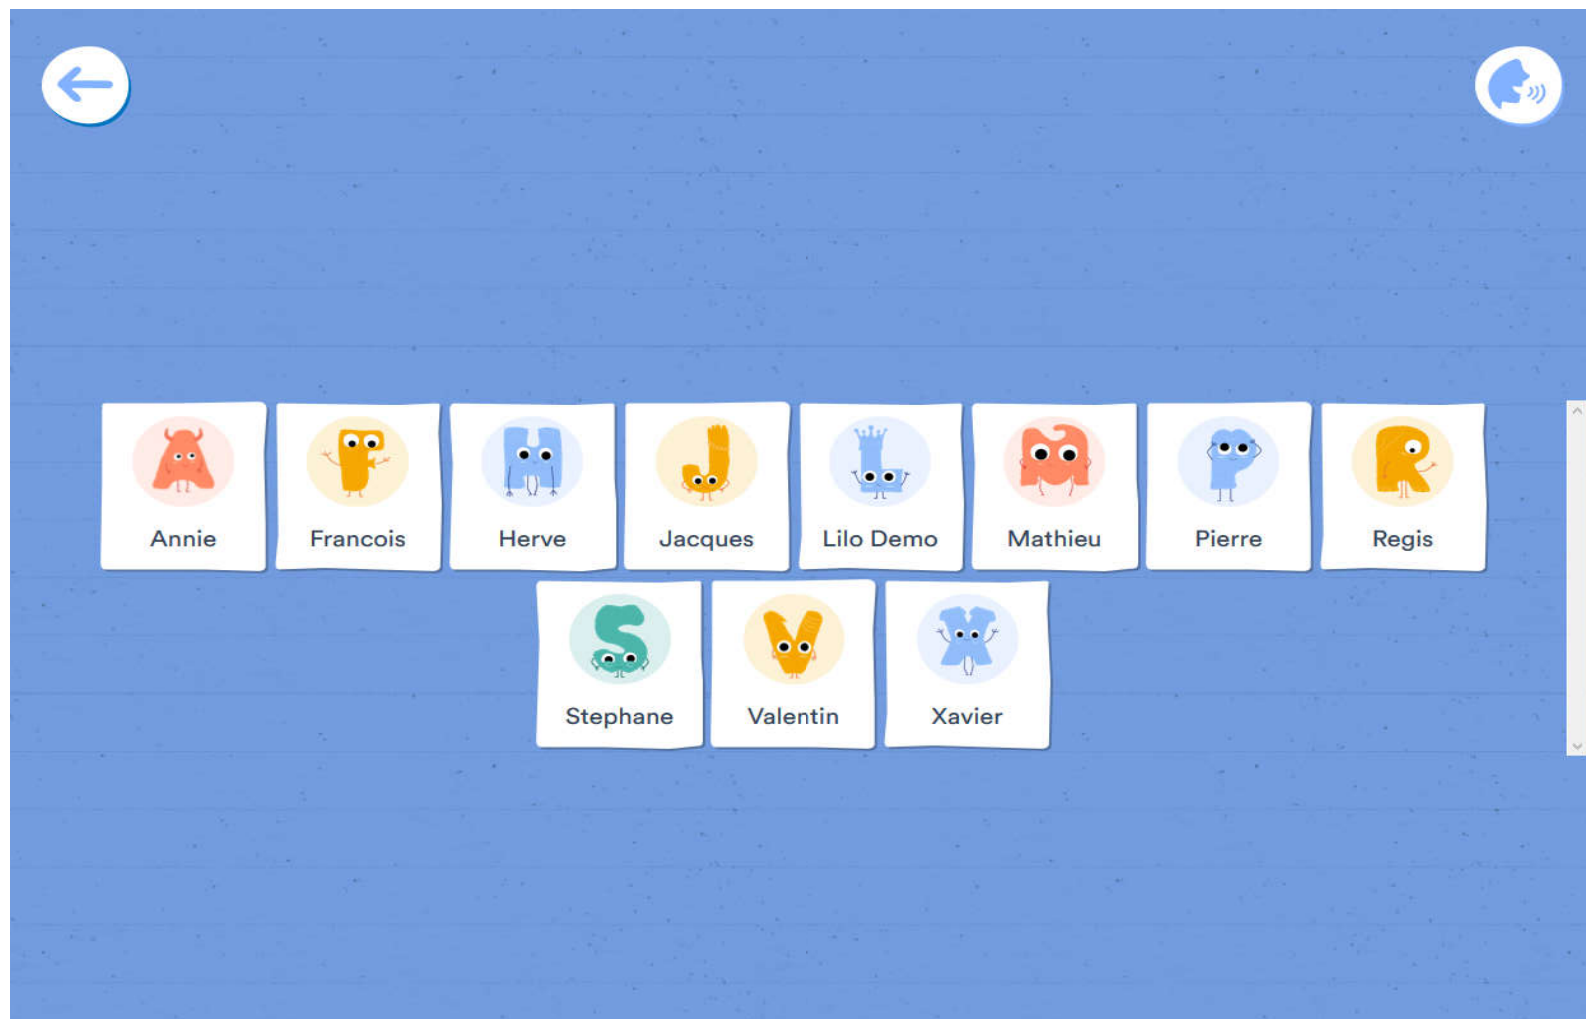 Annie Francois Herve Jacques Lilo Demo Mathieu Pierre Regis
Stephane Valentin Xavier